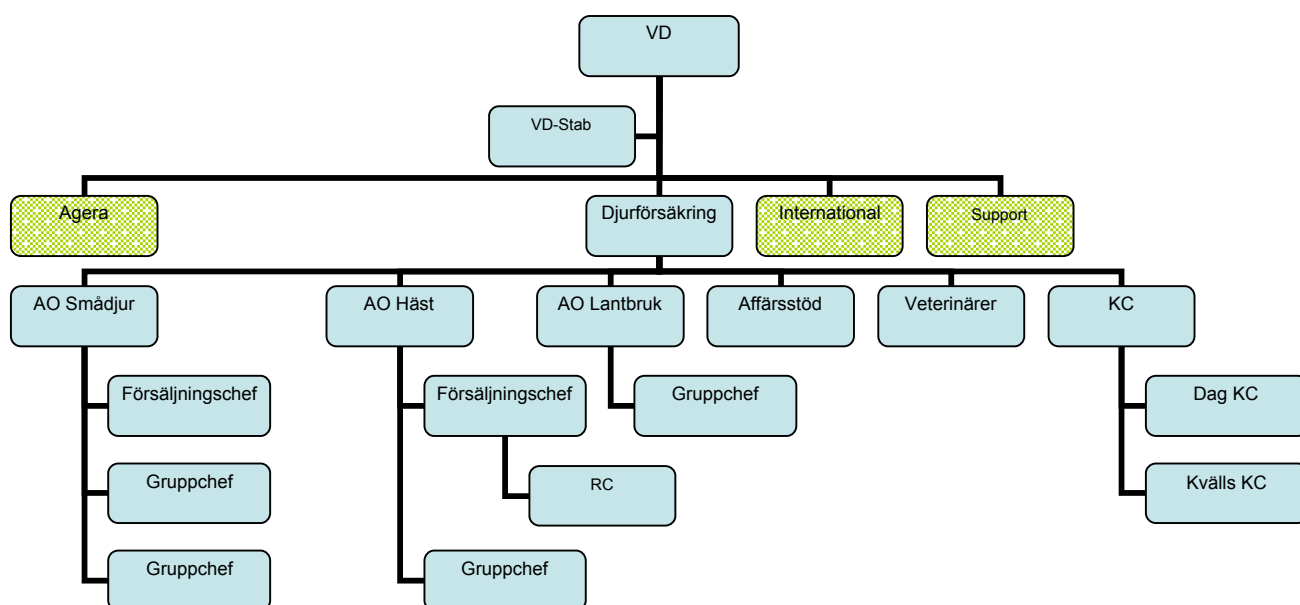 VD
VD-Stab
Agera
Djurförsäkring
International
Support
AO Smådjur
AO Häst
AO Lantbruk
Affärsstöd
Veterinärer
KC
Försäljningschef
Försäljningschef
Gruppchef
Dag KC
Gruppchef
RC
Kvälls KC
Gruppchef
Gruppchef